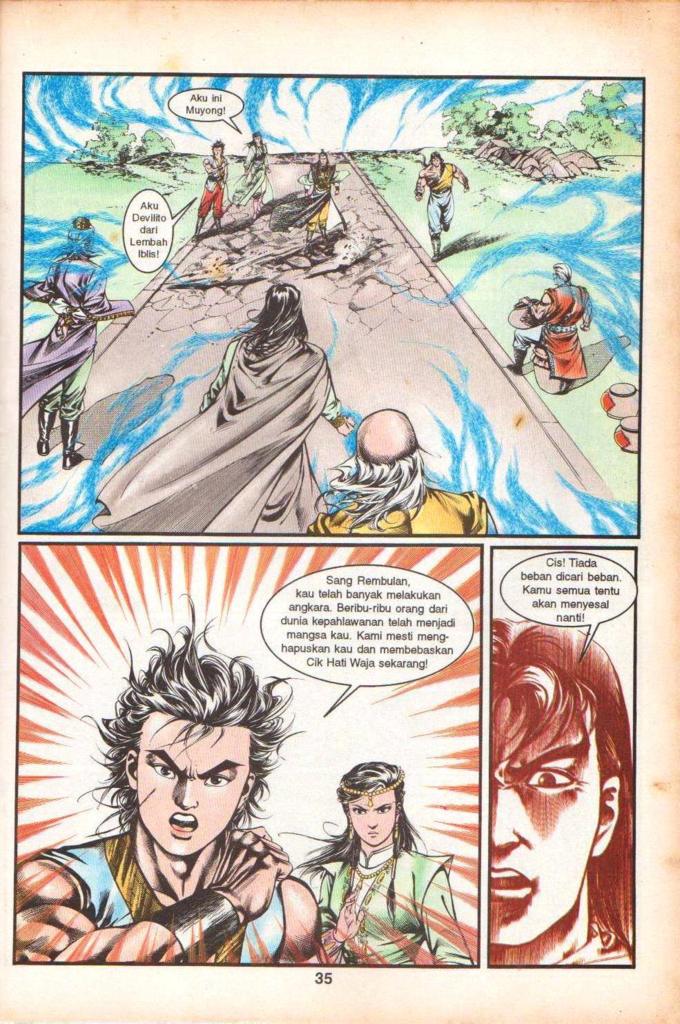 Aku ini
Muyong!
Aku
Devilito
dari
Lembah
Iblis!
Sang Rembulan,
kau telah banyak melakukan
angkara. Beribu-ribu orang dari
dunia kepahlawanan telah menjadi
mangsa kau. Kami mesti meng-
hapuskan kau dan membebaskan
Cik Hati Waja sekarang!
Cis! Tiada
beban dicari beban.
Kamu semua tentu
akan menyesal
nanti!
35